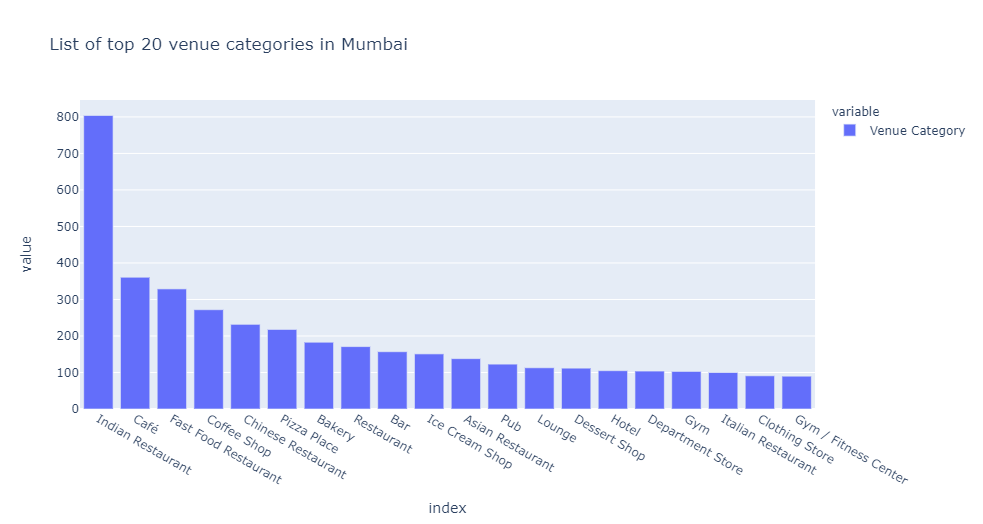 List of top 20 venue categories in Mumbai
variable
Venue Category
value
800
700
600
500
400
300
200
100
0
Indian Restaurant
Café
Fast Food Restaurant
Coffee Shop
Chinese Restaurant
Pizza Place
Bakery
Restaurant
Bar
Ice Cream Shop
Asian Restaurant
Pub
Lounge
Dessert Shop
Hotel
Department Store
Gym
Italian Restaurant
Clothing Store
Gym / Fitness Center
index